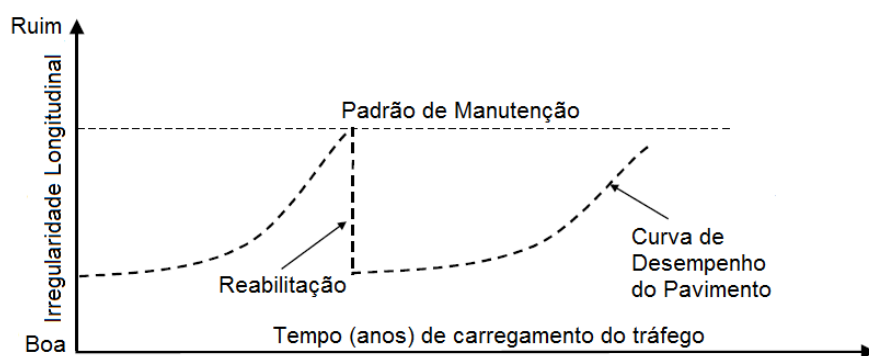 Ruim
Irregularidade Longitudinal
Padrão de Manutenção
Reabilitação
Curva de
Desempenho
do Pavimento
Boa
Tempo (anos) de carregamento do tráfego